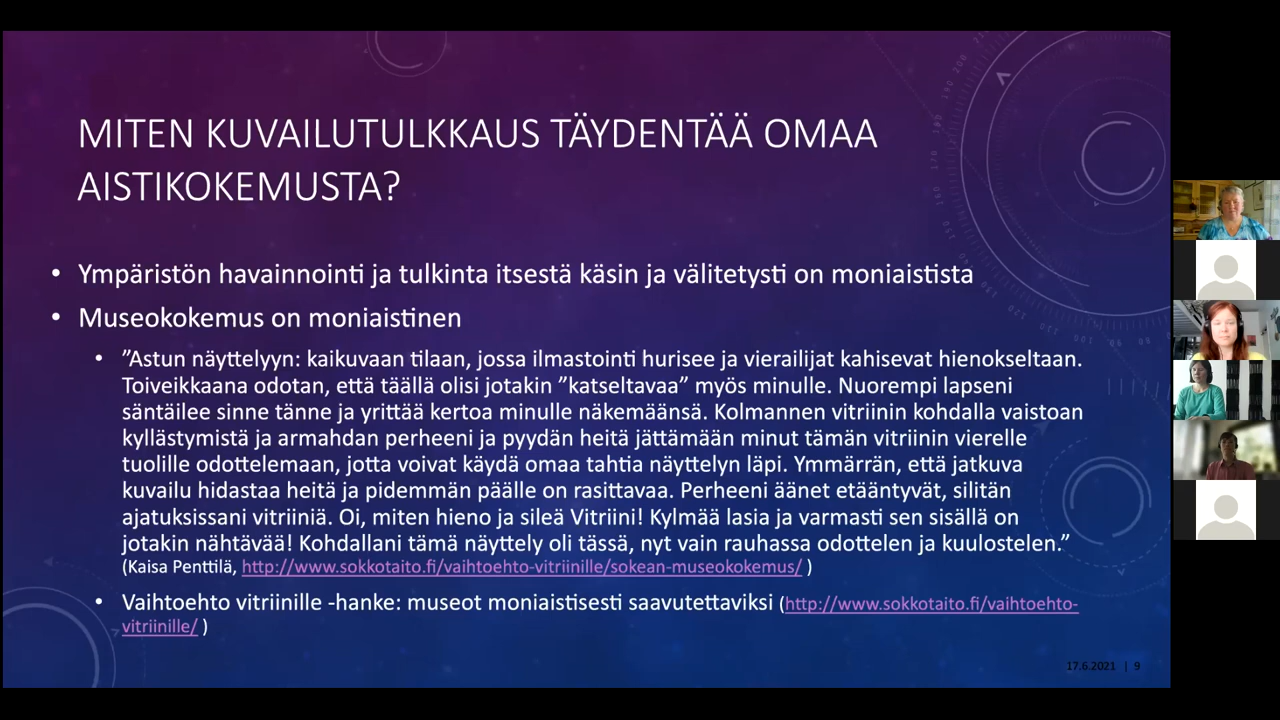 MITEN KUVAILUTULKKAUS TÄYDENTÄÄ OMAA
AISTIKOKEMUSTA?
• Ympäristön havainnointi ja tulkinta itsestä käsin ja välitetysti on moniaistista
• Museokokemus on moniaistinen
• ”Astun näyttelyyn: kaikuvaan tilaan, jossa ilmastointi hurisee ja vierailijat kahisevat hienokseltaan.
Toiveikkaana odotan, että täällä olisi jotakin ”katseltavaa” myös minulle. Nuorempi lapseni
säntäilee sinne tänne ja yrittää kertoa minulle näkemäänsä. Kolmannen vitriinin kohdalla vaistoan
kyllästymistä ja armahdan perheeni ja pyydän heitä jättämään minut tämän vitriinin vierelle
tuolille odottelemaan, jotta voivat käydä omaa tahtia näyttelyn läpi. Ymmärrän, että jatkuva
kuvailu hidastaa heitä ja pidemmän päälle on rasittavaa. Perheeni äänet etääntyvät, silitän
ajatuksissani vitriiniä. Oi, miten hieno ja sileä Vitriini! Kylmää lasia ja varmasti sen sisällä on
jotakin nähtävää! Kohdallani tämä näyttely oli tässä, nyt vain rauhassa odottelen ja kuulostelen.”
(Kaisa Penttilä, http://www.sokkotaito.fi/vaihtoehto-vitriinille/sokean-museokokemus/ )
• Vaihtoehto vitriinille -hanke: museot moniaistisesti saavutettaviksi (http://www.sokkotaito.fi/vaihtoehto-
vitriinille/ )
17.6.2021 | 9